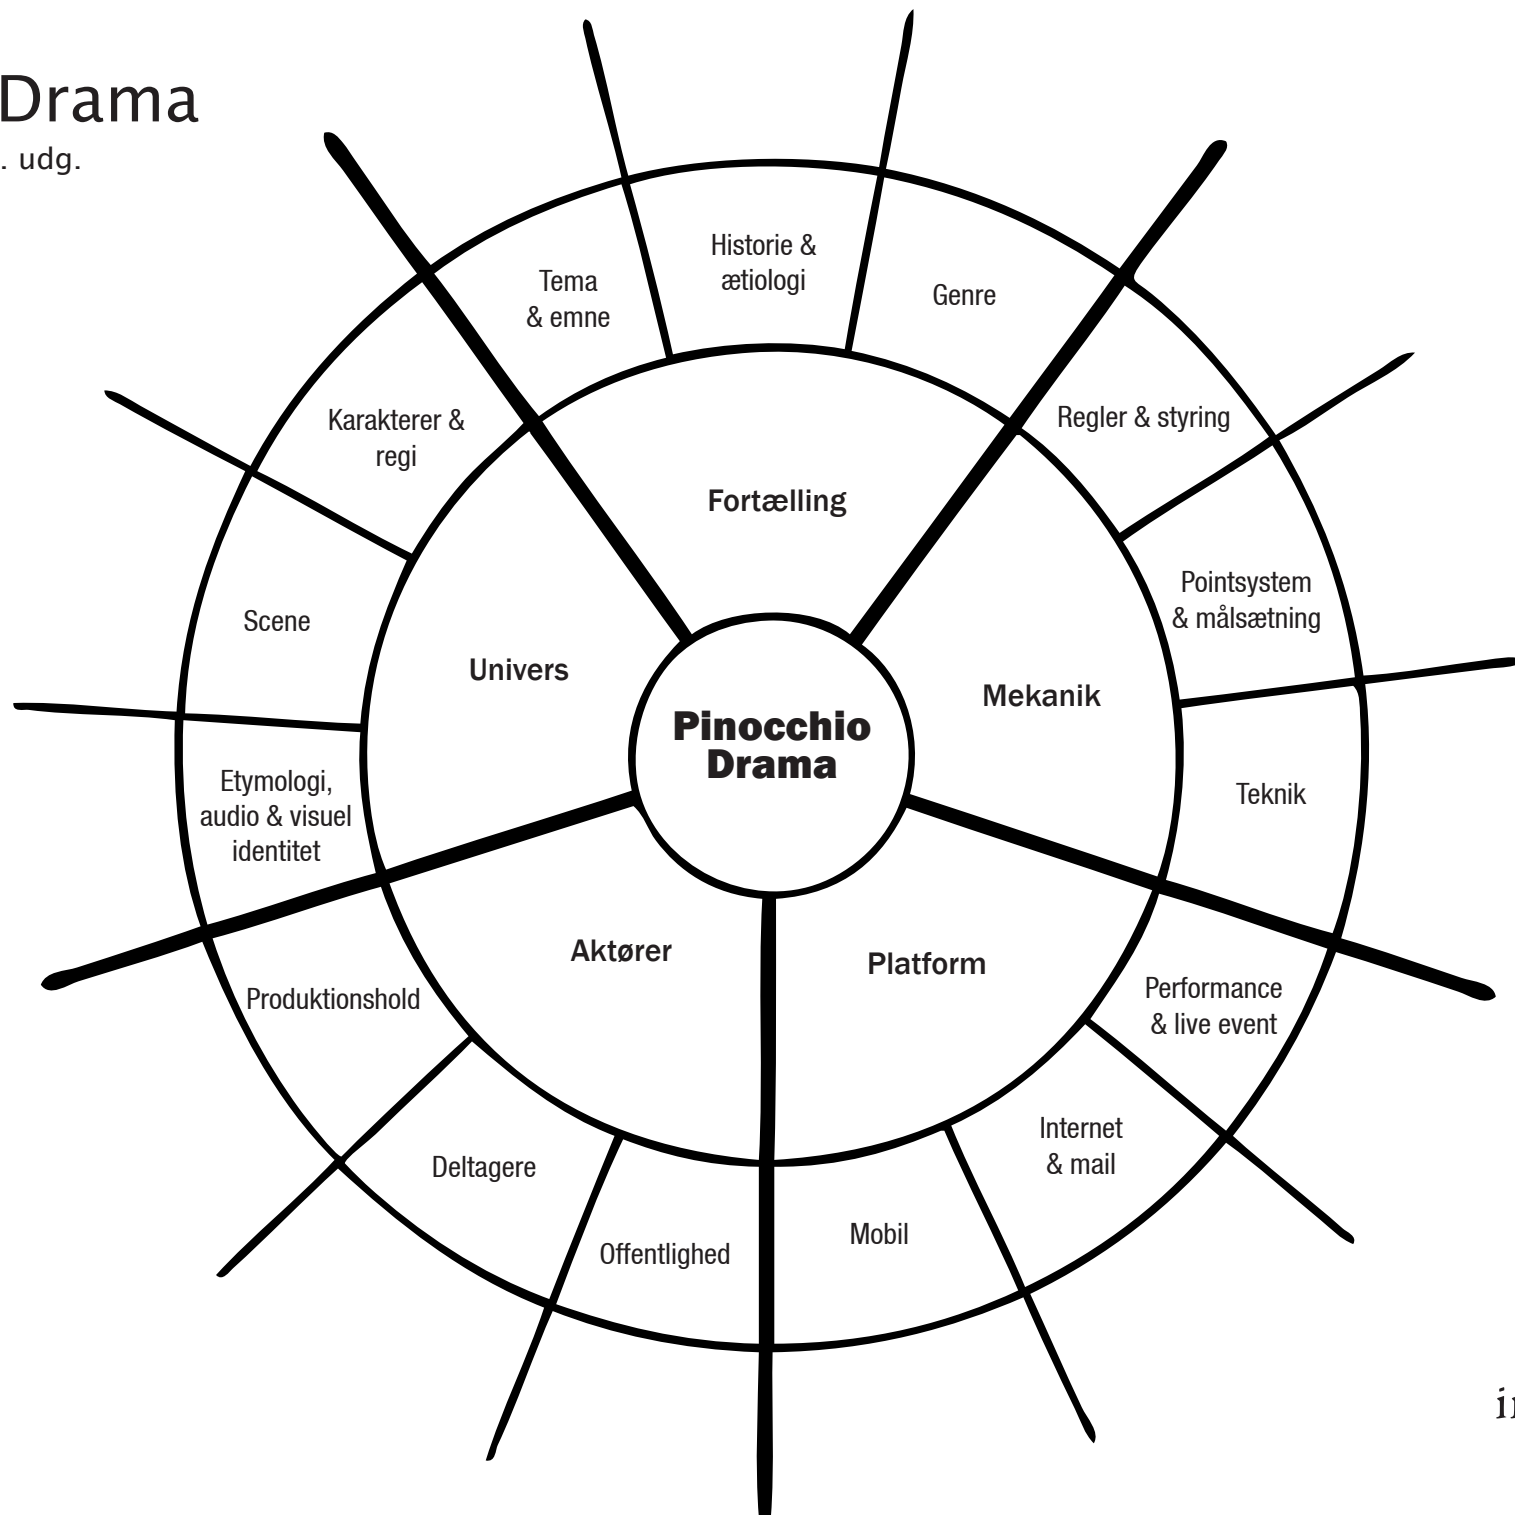 Drama
. udg.
Historie &
ætiologi
Tema
& emne
Genre
Karakterer &
regi
Regler & styring
Fortælling
Pointsystem
& målsætning
Scene
Univers
Mekanik
Pinocchio
Drama
Etymologi,
audio & visuel
identitet
Teknik
Aktører
Platform
Produktionshold
Performance
& live event
Internet
& mail
Deltagere
Mobil
Offentlighed